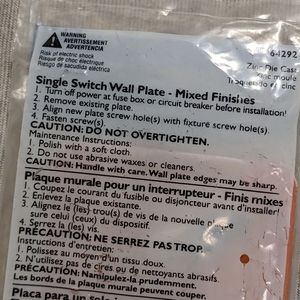 WARNING
AVERTISSEMENT
ADVERTENCIA
Risk of electric shock
Risque de choc électrique
Riesgo de sacudida eléctrica
64292
Zinc Die Cast
Zinc moulé
Troquelado
Single Switch Wall Plate - Mixed Finishes
1. Turn off power at fuse box or circuit breaker before installation!
2. Remove existing plate.
3. Align new plate screw hole(s) with fixture screw hole(s).
4. Fasten screw(s).
CAUTION: DO NOT OVERTIGHTEN.
Maintenance Instructions:
1. Polish with a soft cloth.
2. Do not use abrasive waxes or cleaners.
CAUTION: Handle with care. Wall plate edges may be sharp.
Plaque murale pour un interrupteur - Finis mixes
1. Coupez le courant du fusible ou disjoncteur avant d'installer!
2. Enlevez la plaque existante.
3. Alignez le (les) trou(s) de vis de la nouvelle plaque
sur celui (ceux) du dispositif.
4. Serrez la (les) vis.
PRÉCAUTION: NE SERREZ PAS TROP.
Instructions d'entretien:
1. Polissez au moyen d'un tissu doux.
2. N'utilisez pas de cires ou de nettoyants abrasifs.
PRÉCAUTION: Manipulez-la prudemment.
Les bords de la plaque murale peuvent couper.
Placa para un